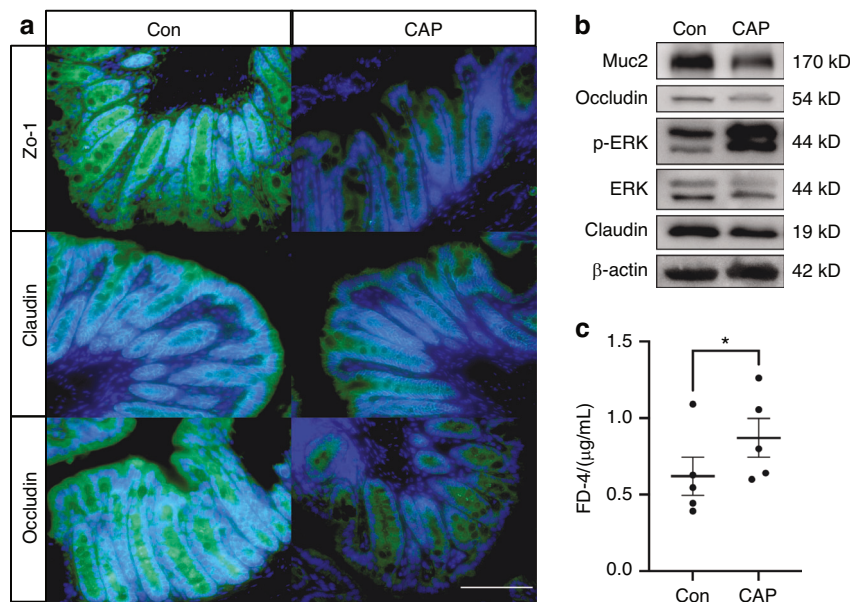 a
Con CAP
Zo-1
Claudin
Occludin
b
Con CAP
Muc2 170 kD
Occludin 54 kD
p-ERK 44 kD
ERK 44 kD
Claudin 19 kD
β-actin 42 kD
c
FD-4/(μg/mL)
1.5
1.0
0.5
0.0
*
Con CAP